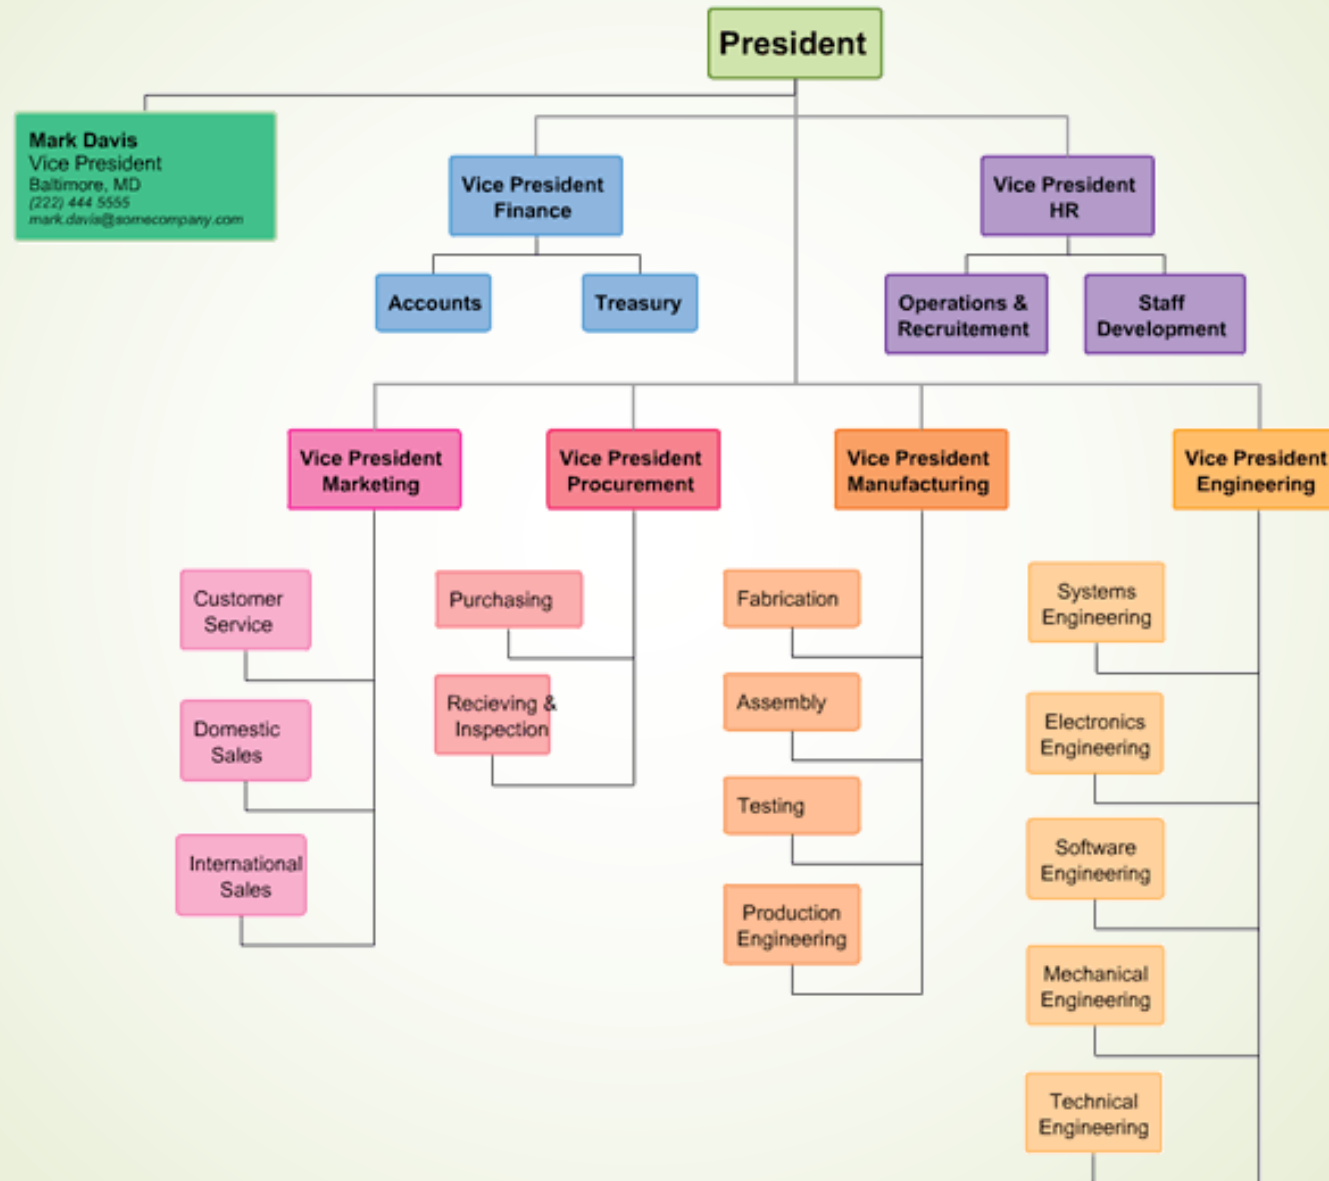 President
Mark Davis
Vice President
Baltimore, MD
(222) 444 5555
mark.davis@somecompany.com
Vice President
Finance
Vice President
HR
Accounts
Treasury
Operations &
Recruitement
Staff
Development
Vice President
Marketing
Vice President
Procurement
Vice President
Manufacturing
Vice President
Engineering
Customer
Service
Domestic
Sales
International
Sales
Purchasing
Recieving &
Inspection
Fabrication
Assembly
Testing
Production
Engineering
Systems
Engineering
Electronics
Engineering
Software
Engineering
Mechanical
Engineering
Technical
Engineering